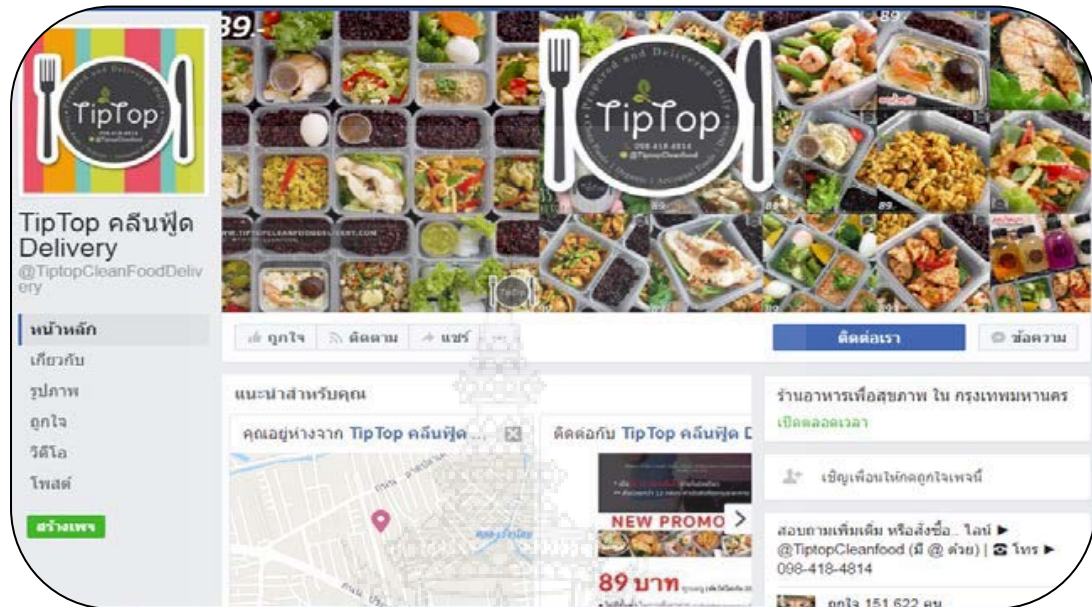 89.-
89.-
Prepared and Delivered Daily
TipTop
098-418-4814
@TiptopCleanfood
TipTop
098-418-4814
@TiptopCleanfood
89.
89.
89.
WWW.TIPTOPCLEANFOODDELIVERY.COM
TipTop คลีนฟู้ด
Delivery
@TiptopCleanFoodDeliv
ery
หน้าหลัก
เกี่ยวกับ
รูปภาพ
ถูกใจ
วิดีโอ
โพสต์
สร้างเพจ
ถูกใจ
ติดตาม
แชร์
...
ติดต่อเรา
ข้อความ
แนะนำสำหรับคุณ
คุณอยู่ห่างจาก TipTop คลีนฟู้ด ...
ติดต่อกับ TipTop คลีนฟู้ด D
NEW PROMO
89 บาท
ร้านอาหารเพื่อสุขภาพ ใน กรุงเทพมหานคร
เปิดตลอดเวลา
เชิญเพื่อนให้กดถูกใจเพจนี้
สอบถามเพิ่มเติม หรือสั่งซื้อ.. ไลน์ ►
@TiptopCleanfood (มี @ ด้วย) | ☎ โทร ►
098-418-4814
ถูกใจ 151,622 คน